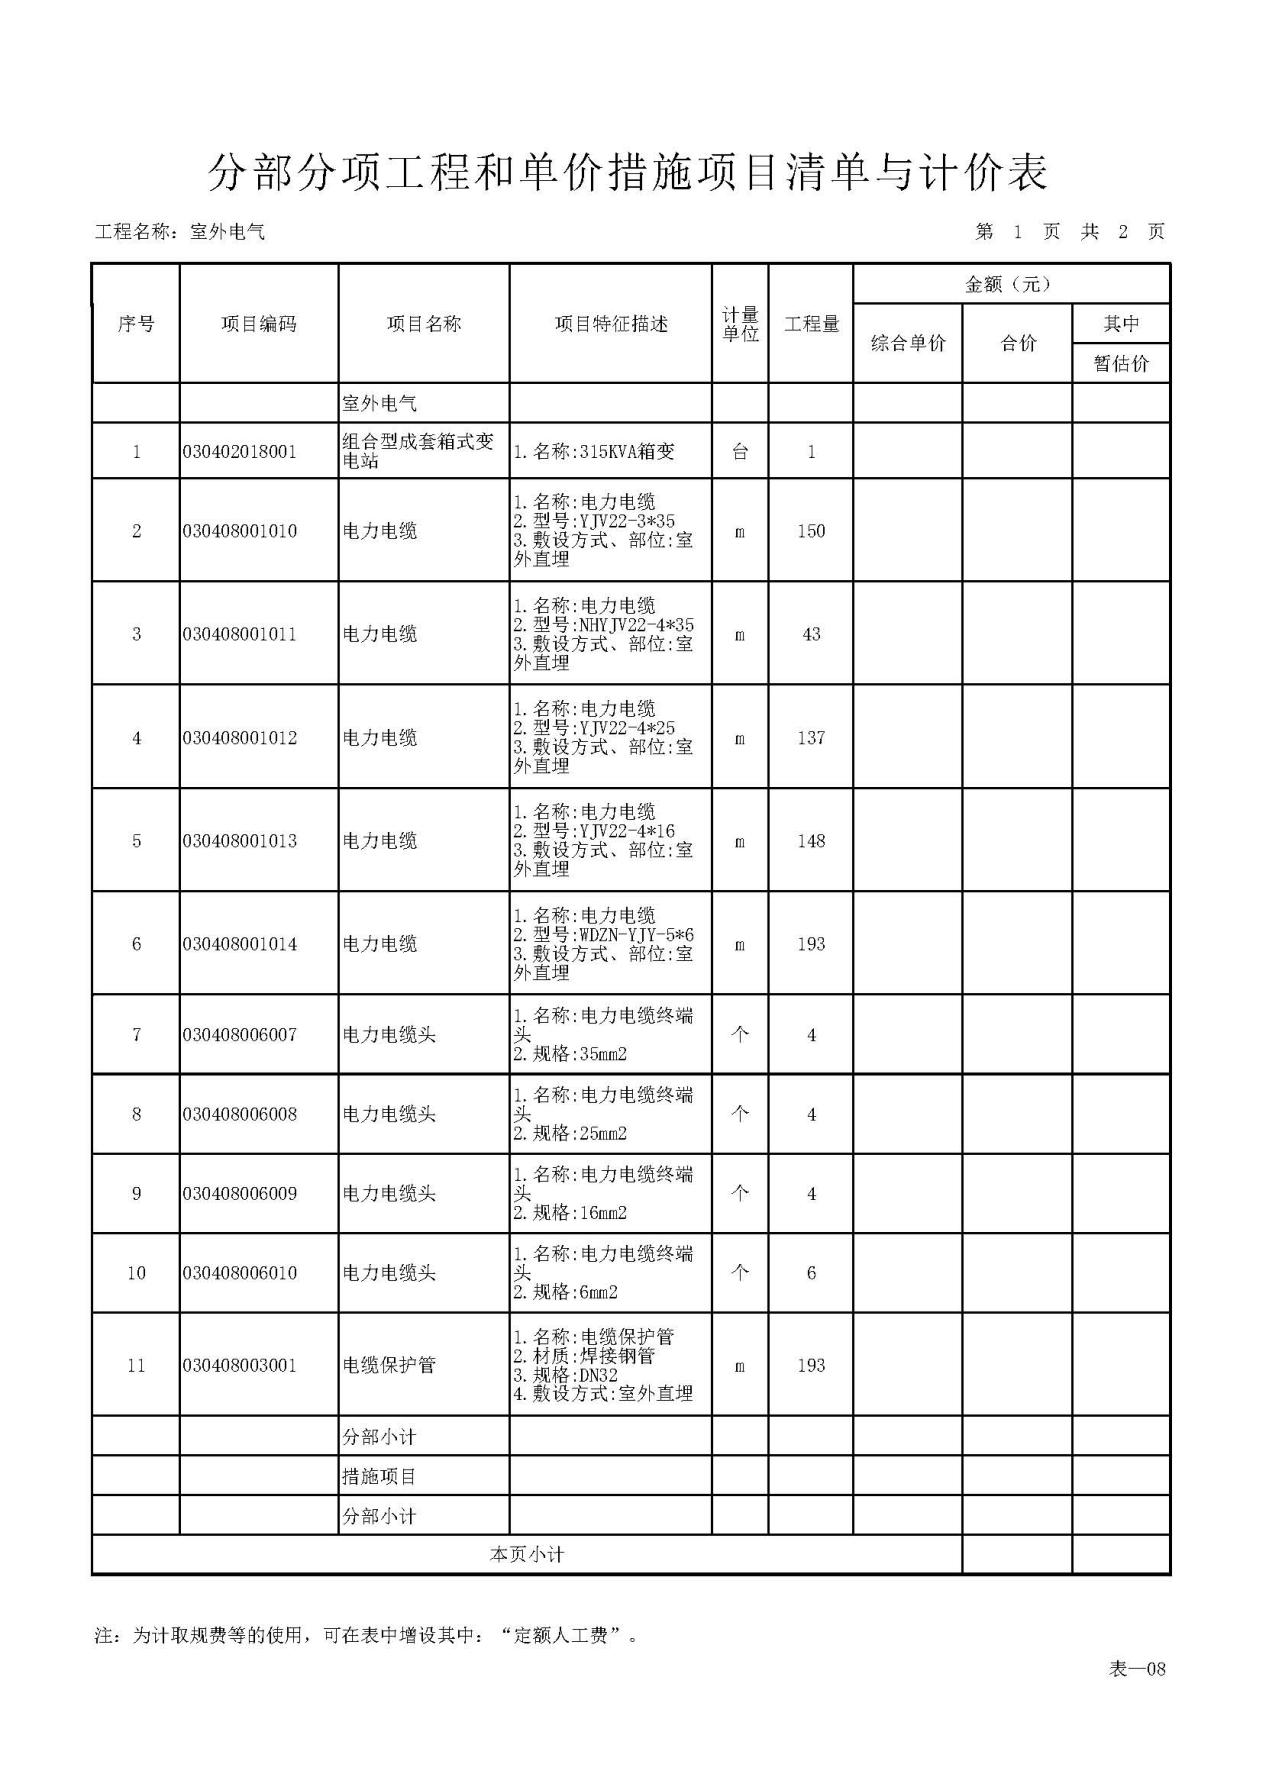 分部分项工程和单价措施项目清单与计价表
工程名称：室外电气 第 1 页 共 2 页
序号 项目编码 项目名称 项目特征描述 计量单位 工程量 金额（元）
综合单价 合价 其中
暂估价
室外电气
1 030402018001 组合型成套箱式变电站 1.名称:315KVA箱变 台 1
2 030408001010 电力电缆 1.名称:电力电缆
2.型号:YJV22-3*35
3.敷设方式、部位:室外直埋 m 150
3 030408001011 电力电缆 1.名称:电力电缆
2.型号:NHYJV22-4*35
3.敷设方式、部位:室外直埋 m 43
4 030408001012 电力电缆 1.名称:电力电缆
2.型号:YJV22-4*25
3.敷设方式、部位:室外直埋 m 137
5 030408001013 电力电缆 1.名称:电力电缆
2.型号:YJV22-4*16
3.敷设方式、部位:室外直埋 m 148
6 030408001014 电力电缆 1.名称:电力电缆
2.型号:WDZN-YJY-5*6
3.敷设方式、部位:室外直埋 m 193
7 030408006007 电力电缆头 1.名称:电力电缆终端头
2.规格:35mm2 个 4
8 030408006008 电力电缆头 1.名称:电力电缆终端头
2.规格:25mm2 个 4
9 030408006009 电力电缆头 1.名称:电力电缆终端头
2.规格:16mm2 个 4
10 030408006010 电力电缆头 1.名称:电力电缆终端头
2.规格:6mm2 个 6
11 030408003001 电缆保护管 1.名称:电缆保护管
2.材质:焊接钢管
3.规格:DN32
4.敷设方式:室外直埋 m 193
分部小计
措施项目
分部小计
本页小计
注：为计取规费等的使用，可在表中增设其中：“定额人工费”。
表—08